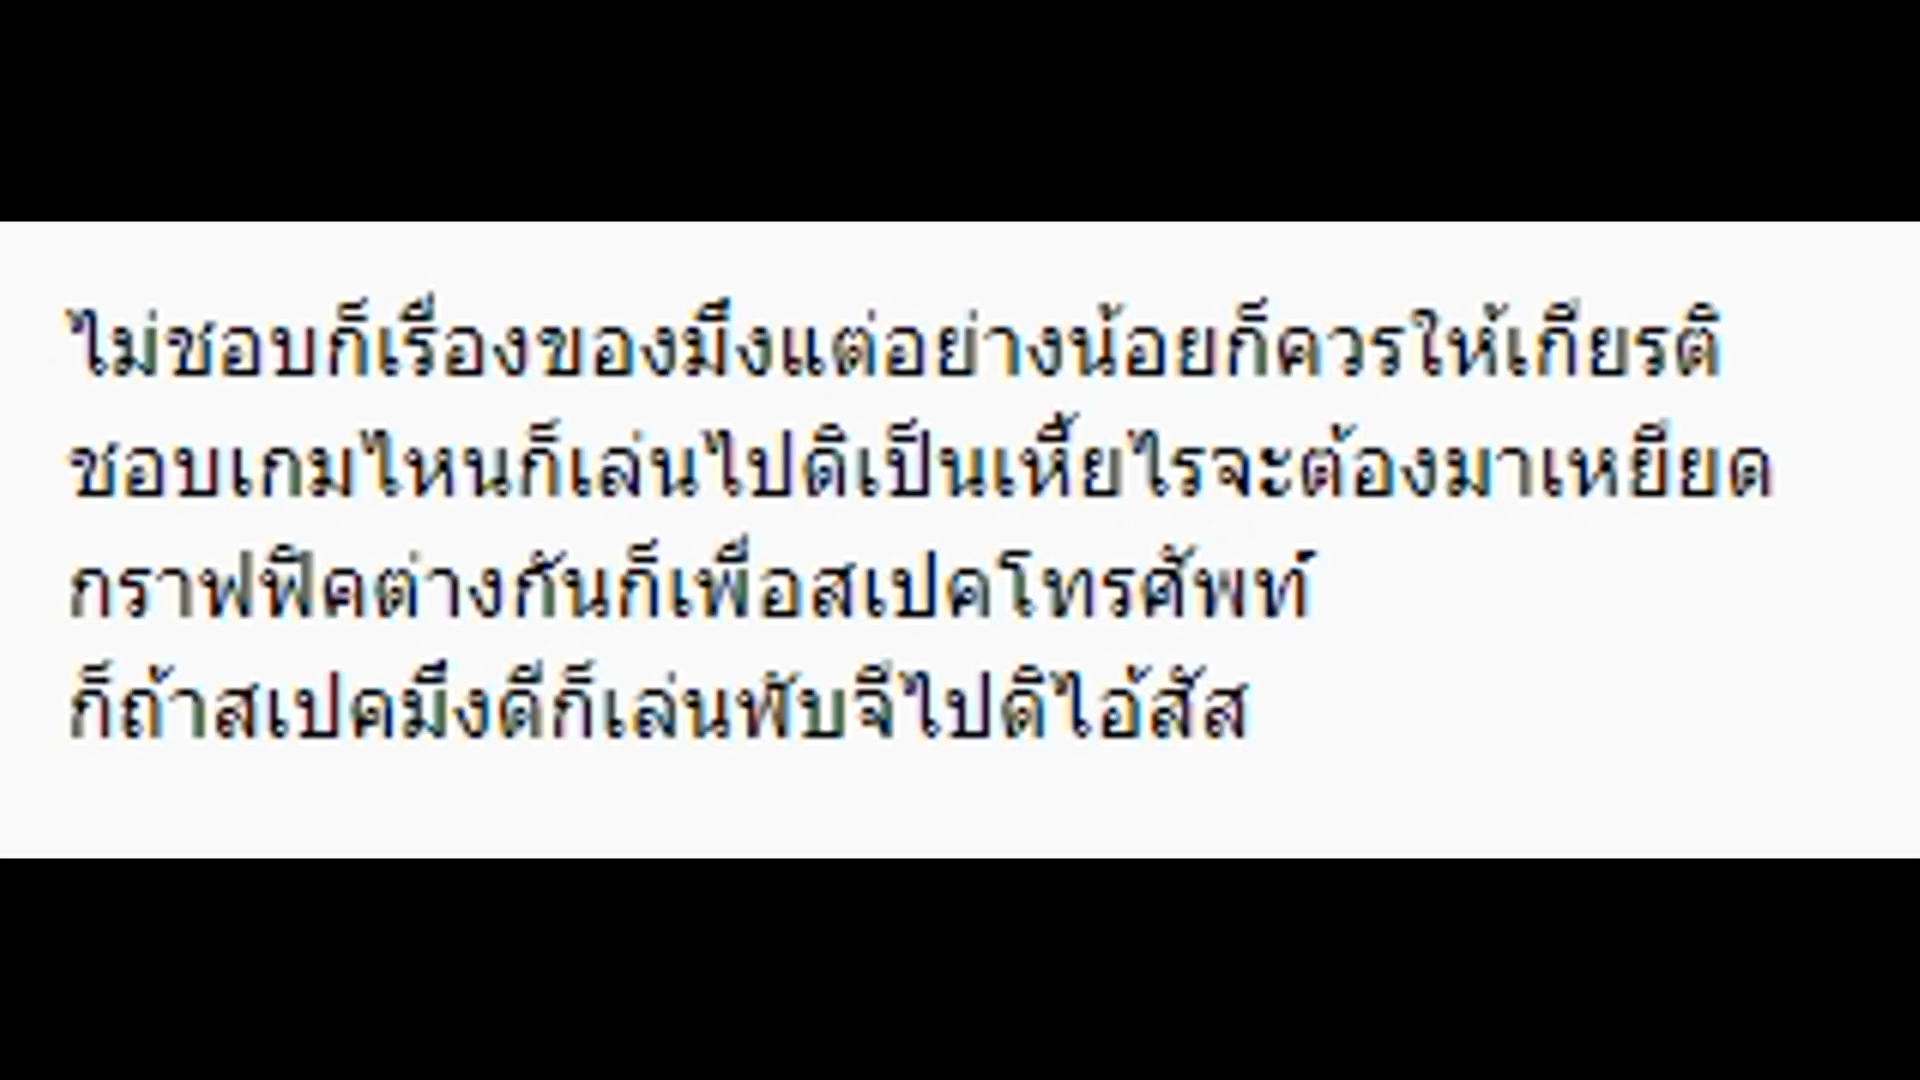 ไม่ชอบก็เรื่องของมึงแต่อย่างน้อยก็ควรให้เกียรติ
ชอบเกมไหนก็เล่นไปดิเป็นเหี้ยไรจะต้องมาเหยียด
กราฟฟิคต่างกันก็เพื่อสเปคโทรศัพท์
ก็ถ้าสเปคมึงดีก็เล่นพับจีไปดิไอ้สัส